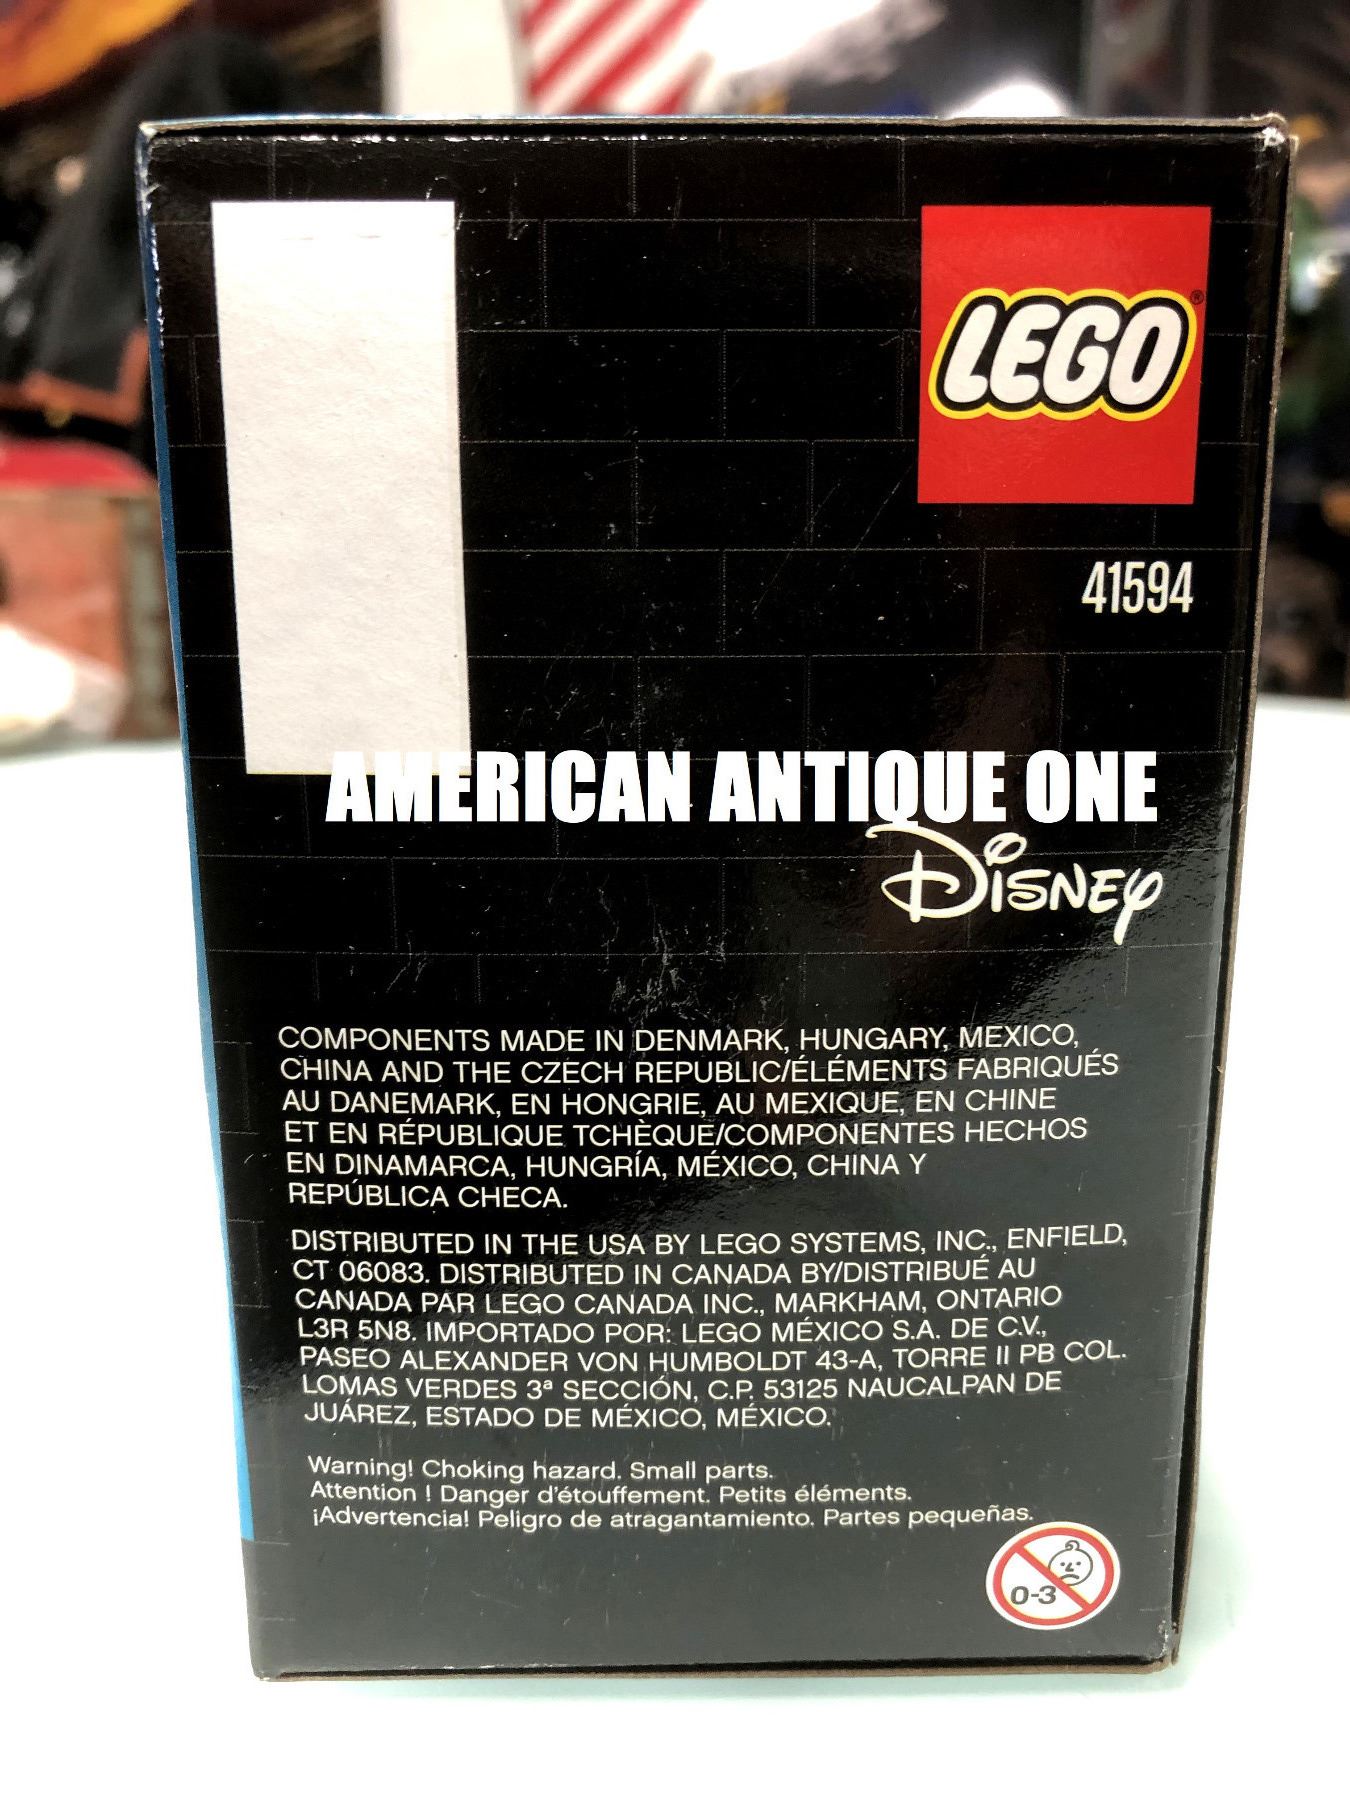 LEGO®
41594
AMERICAN ANTIQUE ONE
Disney
COMPONENTS MADE IN DENMARK, HUNGARY, MEXICO,
CHINA AND THE CZECH REPUBLIC/ÉLÉMENTS FABRIQUÉS
AU DANEMARK, EN HONGRIE, AU MEXIQUE, EN CHINE
ET EN RÉPUBLIQUE TCHÈQUE/COMPONENTES HECHOS
EN DINAMARCA, HUNGRÍA, MÉXICO, CHINA Y
REPÚBLICA CHECA.
DISTRIBUTED IN THE USA BY LEGO SYSTEMS, INC., ENFIELD,
CT 06083. DISTRIBUTED IN CANADA BY/DISTRIBUÉ AU
CANADA PAR LEGO CANADA INC., MARKHAM, ONTARIO
L3R 5N8. IMPORTADO POR: LEGO MÉXICO S.A. DE C.V.,
PASEO ALEXANDER VON HUMBOLDT 43-A, TORRE II PB COL.
LOMAS VERDES 3ª SECCIÓN, C.P. 53125 NAUCALPAN DE
JUÁREZ, ESTADO DE MÉXICO, MÉXICO.
Warning! Choking hazard. Small parts.
Attention ! Danger d'étouffement. Petits éléments.
¡Advertencia! Peligro de atragantamiento. Partes pequeñas.
0-3